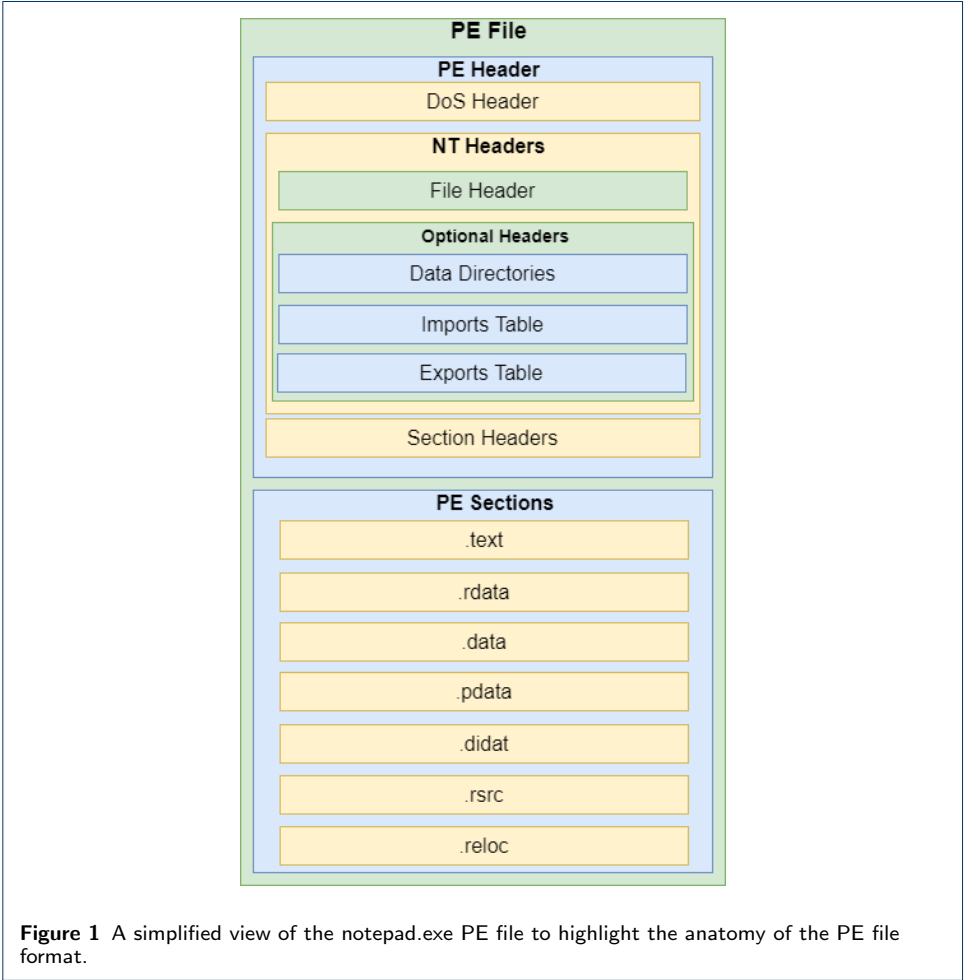 PE File
PE Header
DoS Header
NT Headers
File Header
Optional Headers
Data Directories
Imports Table
Exports Table
Section Headers
PE Sections
.text
.rdata
.data
.pdata
.didat
.rsrc
.reloc
Figure 1 A simplified view of the notepad.exe PE file to highlight the anatomy of the PE file
format.